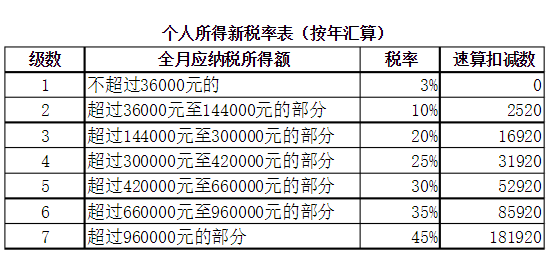 个人所得新税率表（按年汇算）
级数 全月应纳税所得额 税率 速算扣减数
1 不超过36000元的 3% 0
2 超过36000元至144000元的部分 10% 2520
3 超过144000元至300000元的部分 20% 16920
4 超过300000元至420000元的部分 25% 31920
5 超过420000元至660000元的部分 30% 52920
6 超过660000元至960000元的部分 35% 85920
7 超过960000元的部分 45% 181920